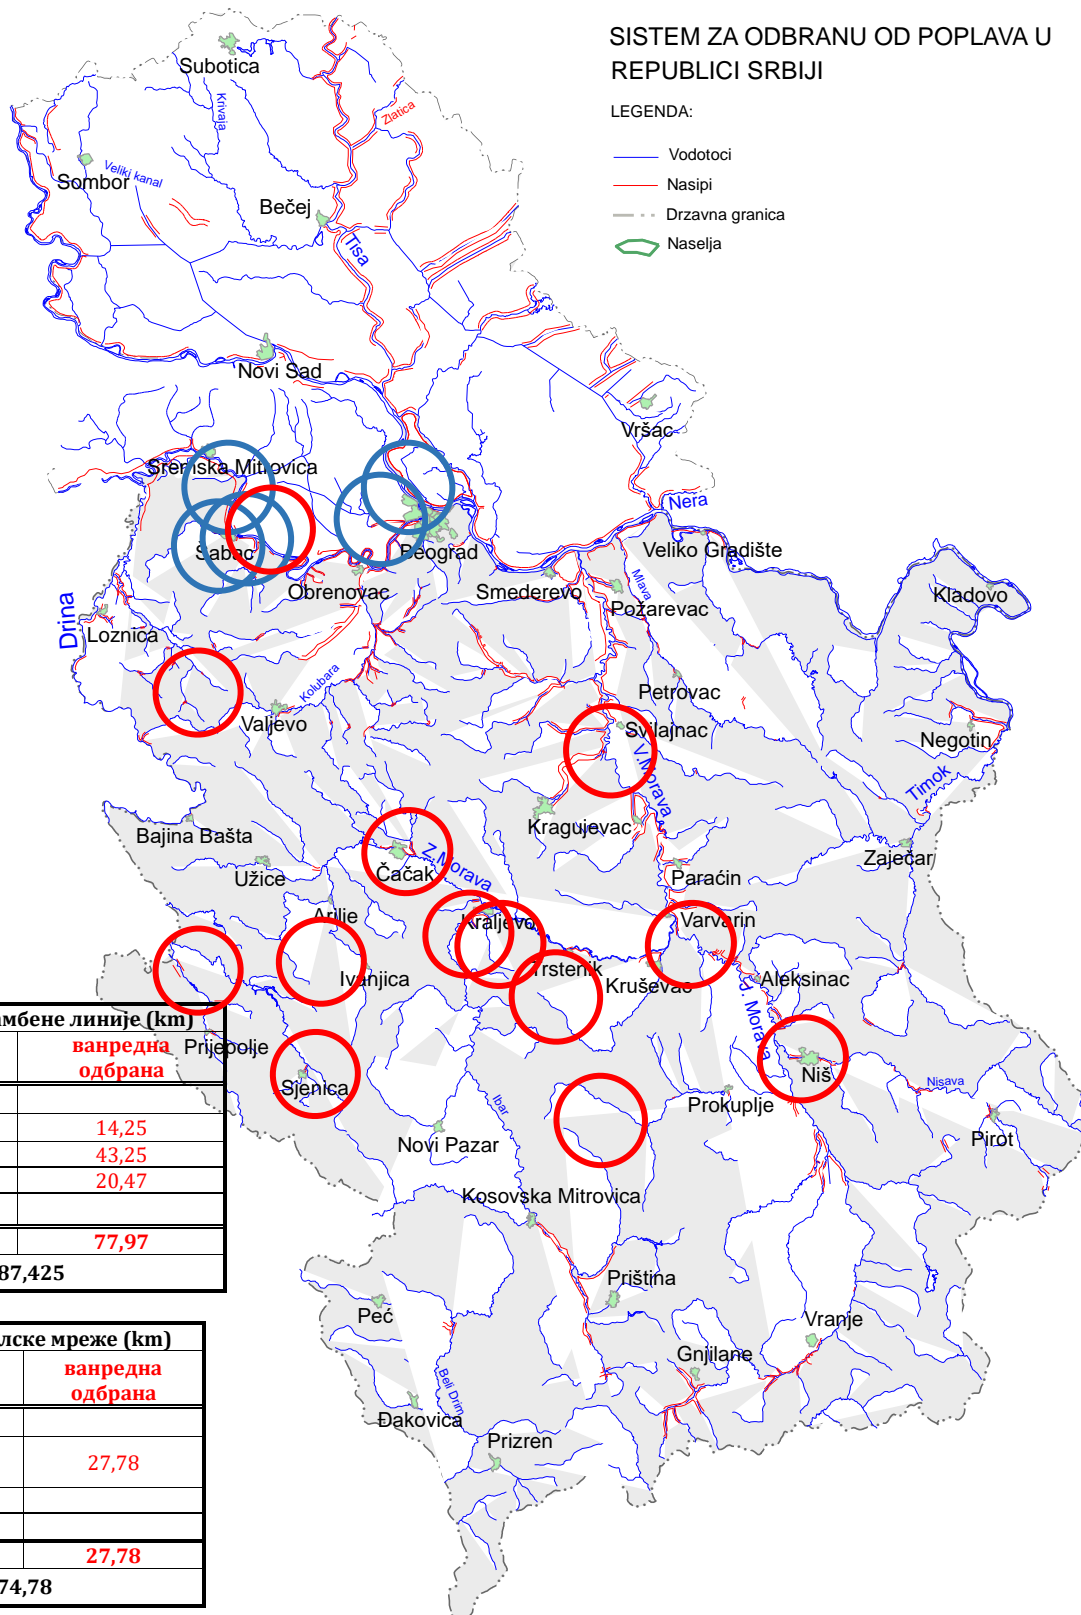 SISTEM ZA ODBRANU OD POPLAVA U
REPUBLICI SRBIJI
LEGENDA:
Vodotoci
Nasipi
Drzavna granica
Naselja
Subotica
Krivaja
Zlatica
Sombor
Veliki kanal
Bečej
Tisa
Novi Sad
Vršac
Sremska Mitrovica
Nera
Šabac
Beograd
Veliko Gradište
Obrenovac
Smederevo
Mlava
Požarevac
Kladovo
Drina
Loznica
Kolubara
Petrovac
Valjevo
Svilajnac
Negotin
V.Morava
Timok
Bajina Bašta
Kragujevac
Zaječar
Užice
Čačak
Z.Morava
Paraćin
Arilje
Kraljevo
Varvarin
Ivanjica
Trstenik
Kruševac
Aleksinac
J. Morava
Prijepolje
Sjenica
Niš
Nisava
Ibar
Prokuplje
Pirot
Novi Pazar
Kosovska Mitrovica
Priština
Peć
Vranje
Gnjilane
Beli Drim
Đakovica
Prizren
амбене линије (km)
ванредна
одбрана
14,25
43,25
20,47
77,97
87,425
лске мреже (km)
ванредна
одбрана
27,78
27,78
74,78